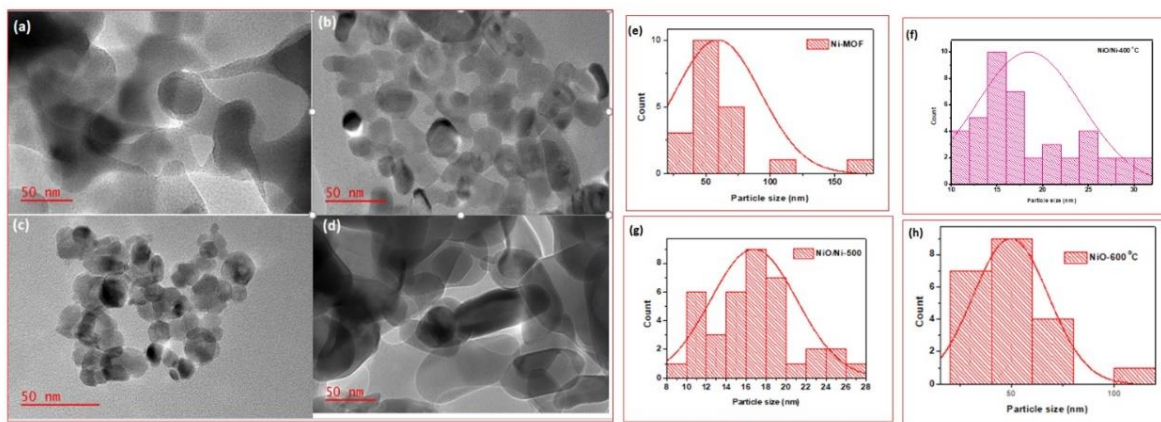 (a)
50 nm
(b)
50 nm
(c)
50 nm
(d)
50 nm
(e)
Ni-MOF
10
5
0
Count
50
100
150
Particle size (nm)
(f)
NiO/Ni-400 °C
10
8
6
4
2
0
Count
10
15
20
25
30
Particle size (nm)
(g)
NiO/Ni-500
8
6
4
2
0
Count
8 10 12 14 16 18 20 22 24 26 28
Particle size (nm)
(h)
NiO-600 °C
8
6
4
2
0
Count
50
100
Particle size (nm)